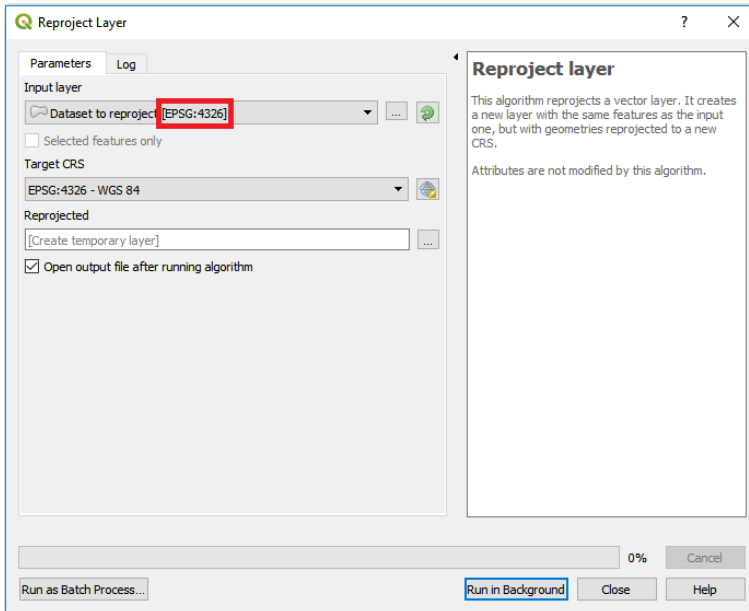 Reproject Layer
Parameters
Log
Input layer
Dataset to reproject [EPSG:4326]
...
Selected features only
Target CRS
EPSG:4326 - WGS 84
Reprojected
[Create temporary layer]
...
Open output file after running algorithm
Reproject layer
This algorithm reprojects a vector layer. It creates
a new layer with the same features as the input
one, but with geometries reprojected to a new
CRS.
Attributes are not modified by this algorithm.
0%
Cancel
Run as Batch Process...
Run in Background
Close
Help